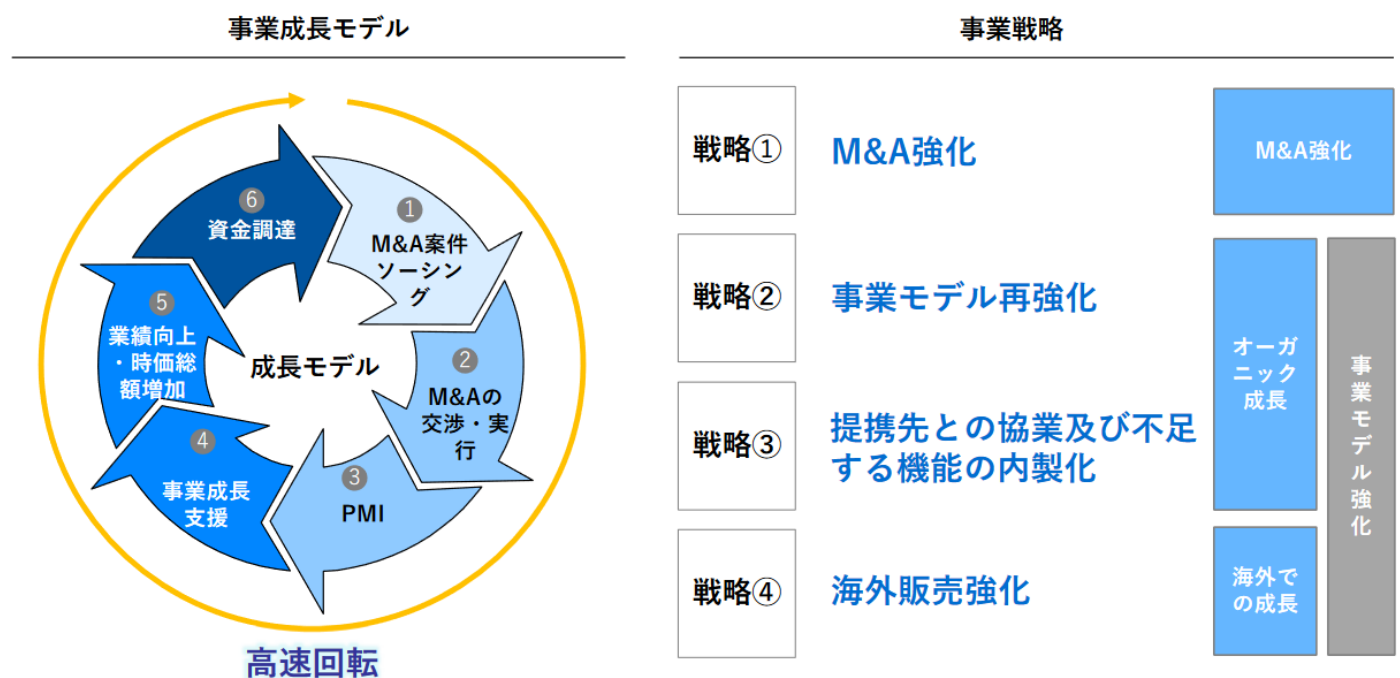 事業成長モデル
事業戦略
❶
M&A案件
ソーシン
グ
❷
M&Aの
交渉・実
行
❸
PMI
❹
事業成長
支援
❺
業績向上
・時価総
額増加
❻
資金調達
成長モデル
高速回転
戦略①
M&A強化
戦略②
事業モデル再強化
戦略③
提携先との協業及び不足
する機能の内製化
戦略④
海外販売強化
M&A強化
オーガ
ニック
成長
海外で
の成長
事業モデル強化